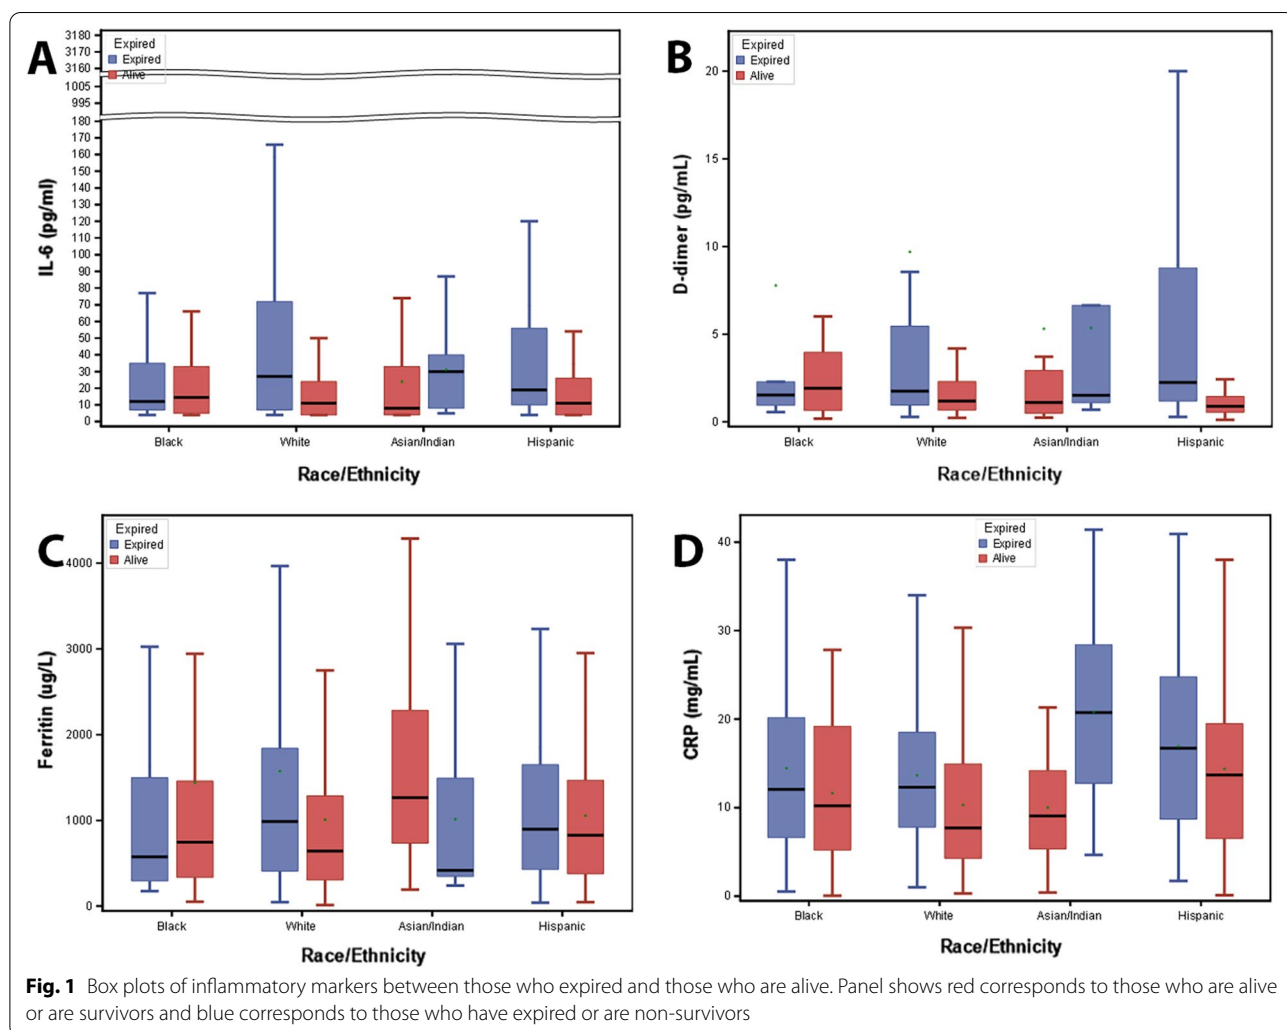 A
Expired
Expired
Alive
3180
3170
3160
1005
995
180
170
160
150
140
130
120
110
100
90
80
70
60
50
40
30
20
10
0
IL-6 (pg/ml)
Black White Asian/Indian Hispanic
Race/Ethnicity
B
Expired
Expired
Alive
20
15
10
5
0
D-dimer (pg/mL)
Black White Asian/Indian Hispanic
Race/Ethnicity
C
Expired
Expired
Alive
4000
3000
2000
1000
0
Ferritin (ug/L)
Black White Asian/Indian Hispanic
Race/Ethnicity
D
Expired
Expired
Alive
40
30
20
10
0
CRP (mg/mL)
Black White Asian/Indian Hispanic
Race/Ethnicity
Fig. 1 Box plots of inflammatory markers between those who expired and those who are alive. Panel shows red corresponds to those who are alive
or are survivors and blue corresponds to those who have expired or are non-survivors